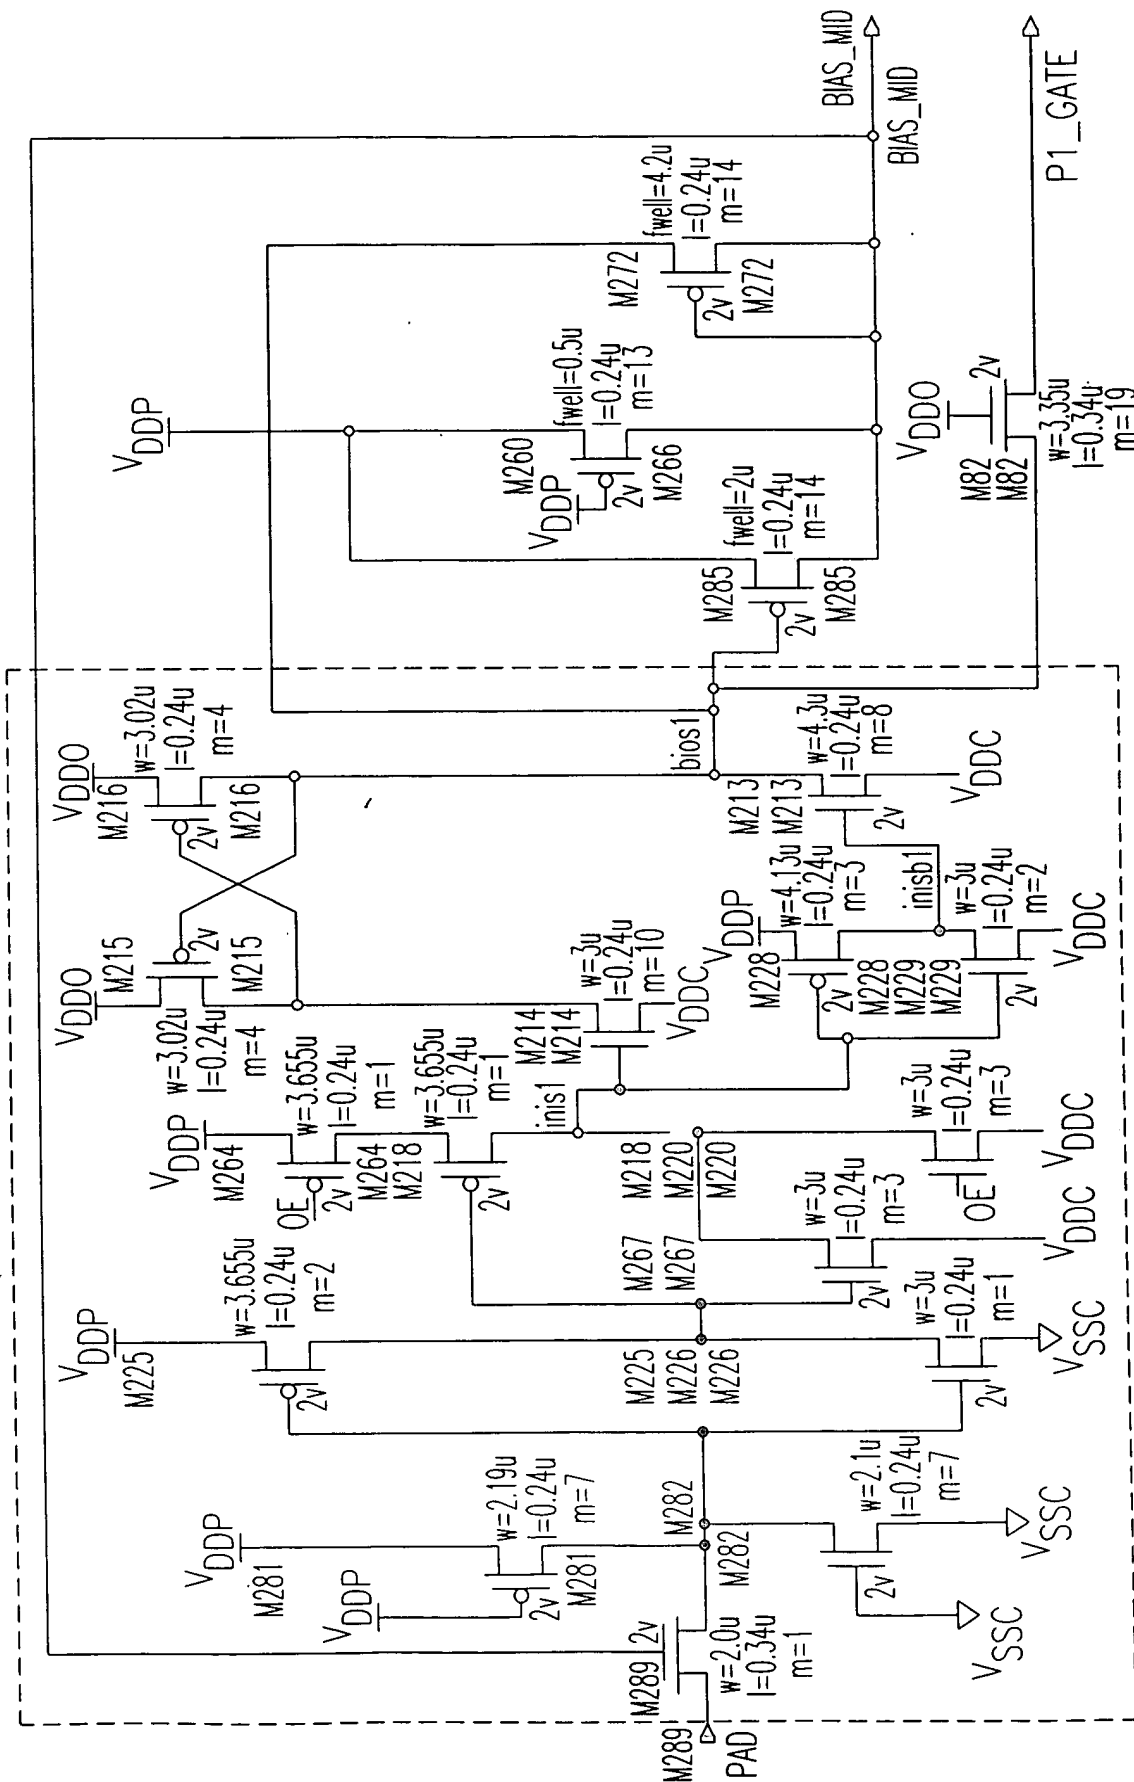 BIAS_MID
BIAS_MID
P1_GATE
fwell=4.2u
l=0.24u
m=14
M272
2v
M272
VDDP
fwell=0.5u
l=0.24u
m=13
M260
VDDP
2v
M266
VDDO
2v
M82
M82
w=3.35u
l=0.34u
m=19
fwell=2u
l=0.24u
m=14
M285
2v
M285
VDDO
w=3.02u
l=0.24u
m=4
M216
2v
M216
bios1
w=4.3u
l=0.24u
m=8
M213
M213
2v
VDDC
VDDO
M215
2v
M215
w=3.02u
l=0.24u
m=4
VDDP
w=4.13u
l=0.24u
m=3
M228
2v
M228
M229
M229
inisb1
w=3u
l=0.24u
m=2
2v
VDDC
w=3u
l=0.24u
m=10
M214
M214
VDDC
inis1
VDDP
w=3.655u
l=0.24u
m=1
M264
OE
2v
M264
M218
w=3.655u
l=0.24u
m=1
2v
M218
M220
M220
w=3u
l=0.24u
m=3
OE
VDDC
M267
M267
w=3u
l=0.24u
m=3
2v
VDDC
VDDP
w=3.655u
l=0.24u
m=2
M225
2v
M225
M226
M226
w=3u
l=0.24u
m=1
2v
VSSC
VDDP
w=2.19u
l=0.24u
m=7
M281
VDDP
2v
M281
M282
M282
w=2.1u
l=0.24u
m=7
2v
VSSC
VSSC
2v
M289
w=2.0u
l=0.34u
m=1
M289
PAD